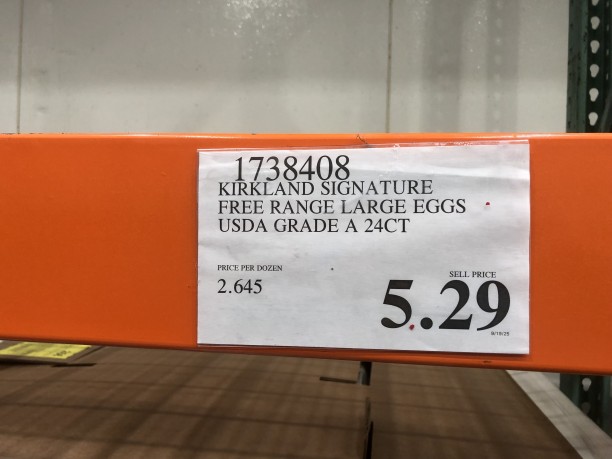 1738408
KIRKLAND SIGNATURE
FREE RANGE LARGE EGGS
USDA GRADE A 24CT
PRICE PER DOZEN
2.645
SELL PRICE
5.29